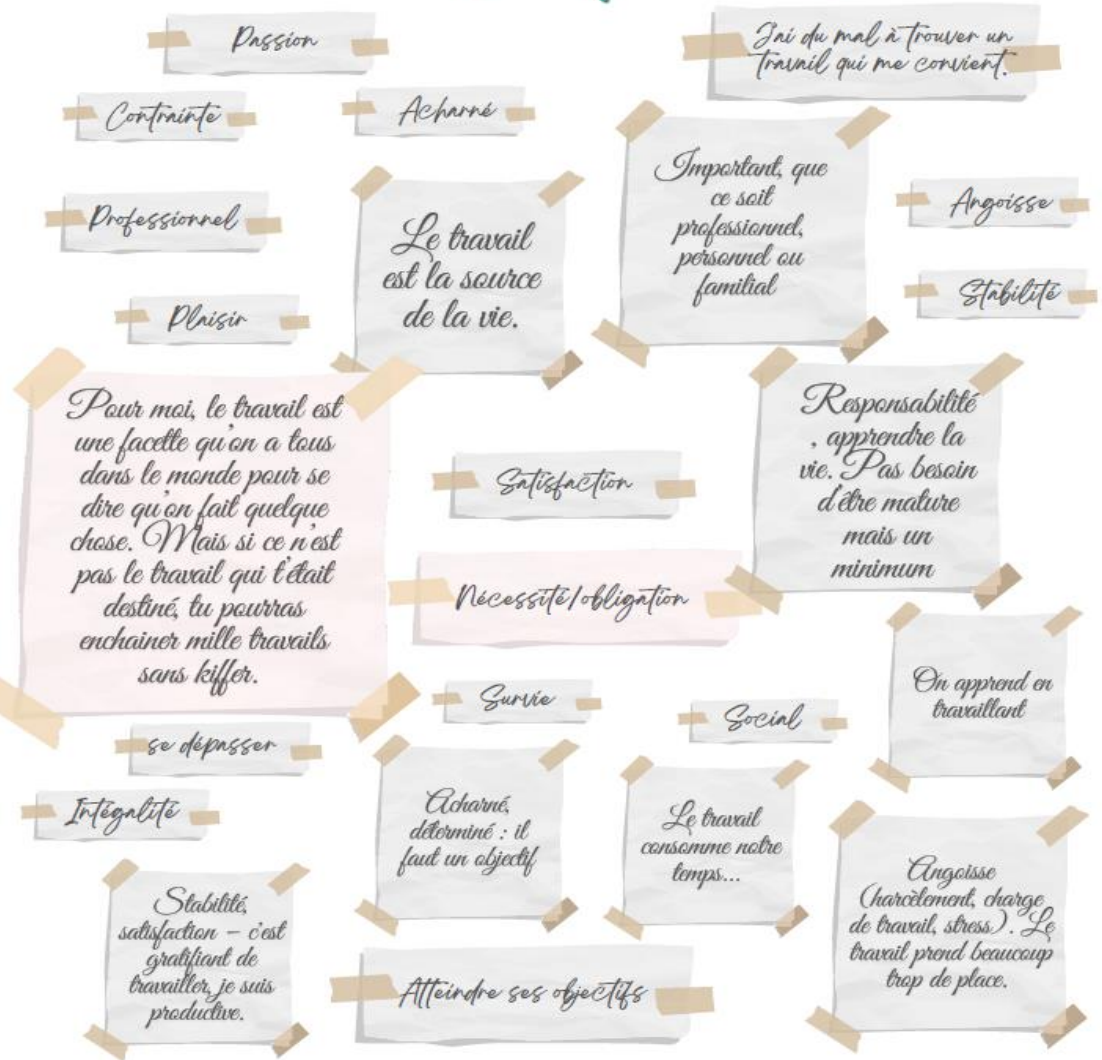 Passion
J'ai du mal à trouver un
travail qui me convient.
Contrainte
Acharné
Professionnel
Le travail
est la source
de la vie.
Important, que
ce soit
professionnel,
personnel ou
familial
Angoisse
Stabilité
Plaisir
Pour moi, le travail est
une facette qu'on a tous
dans le monde pour se
dire qu'on fait quelque
chose. Mais si ce n'est
pas le travail qui t'était
destiné, tu pourras
enchainer mille travails
sans kiffer.
Satisfaction
Responsabilité
, apprendre la
vie. Pas besoin
d'être mature
mais un
minimum
Nécessité/obligation
Survie
Social
On apprend en
travaillant
se dépasser
Intégalité
Acharné,
déterminé : il
faut un objectif
Le travail
consomme notre
temps...
Angoisse
(harcèlement, charge
de travail, stress). Le
travail prend beaucoup
trop de place.
Stabilité,
satisfaction – c'est
gratifiant de
travailler, je suis
productive.
Atteindre ses objectifs